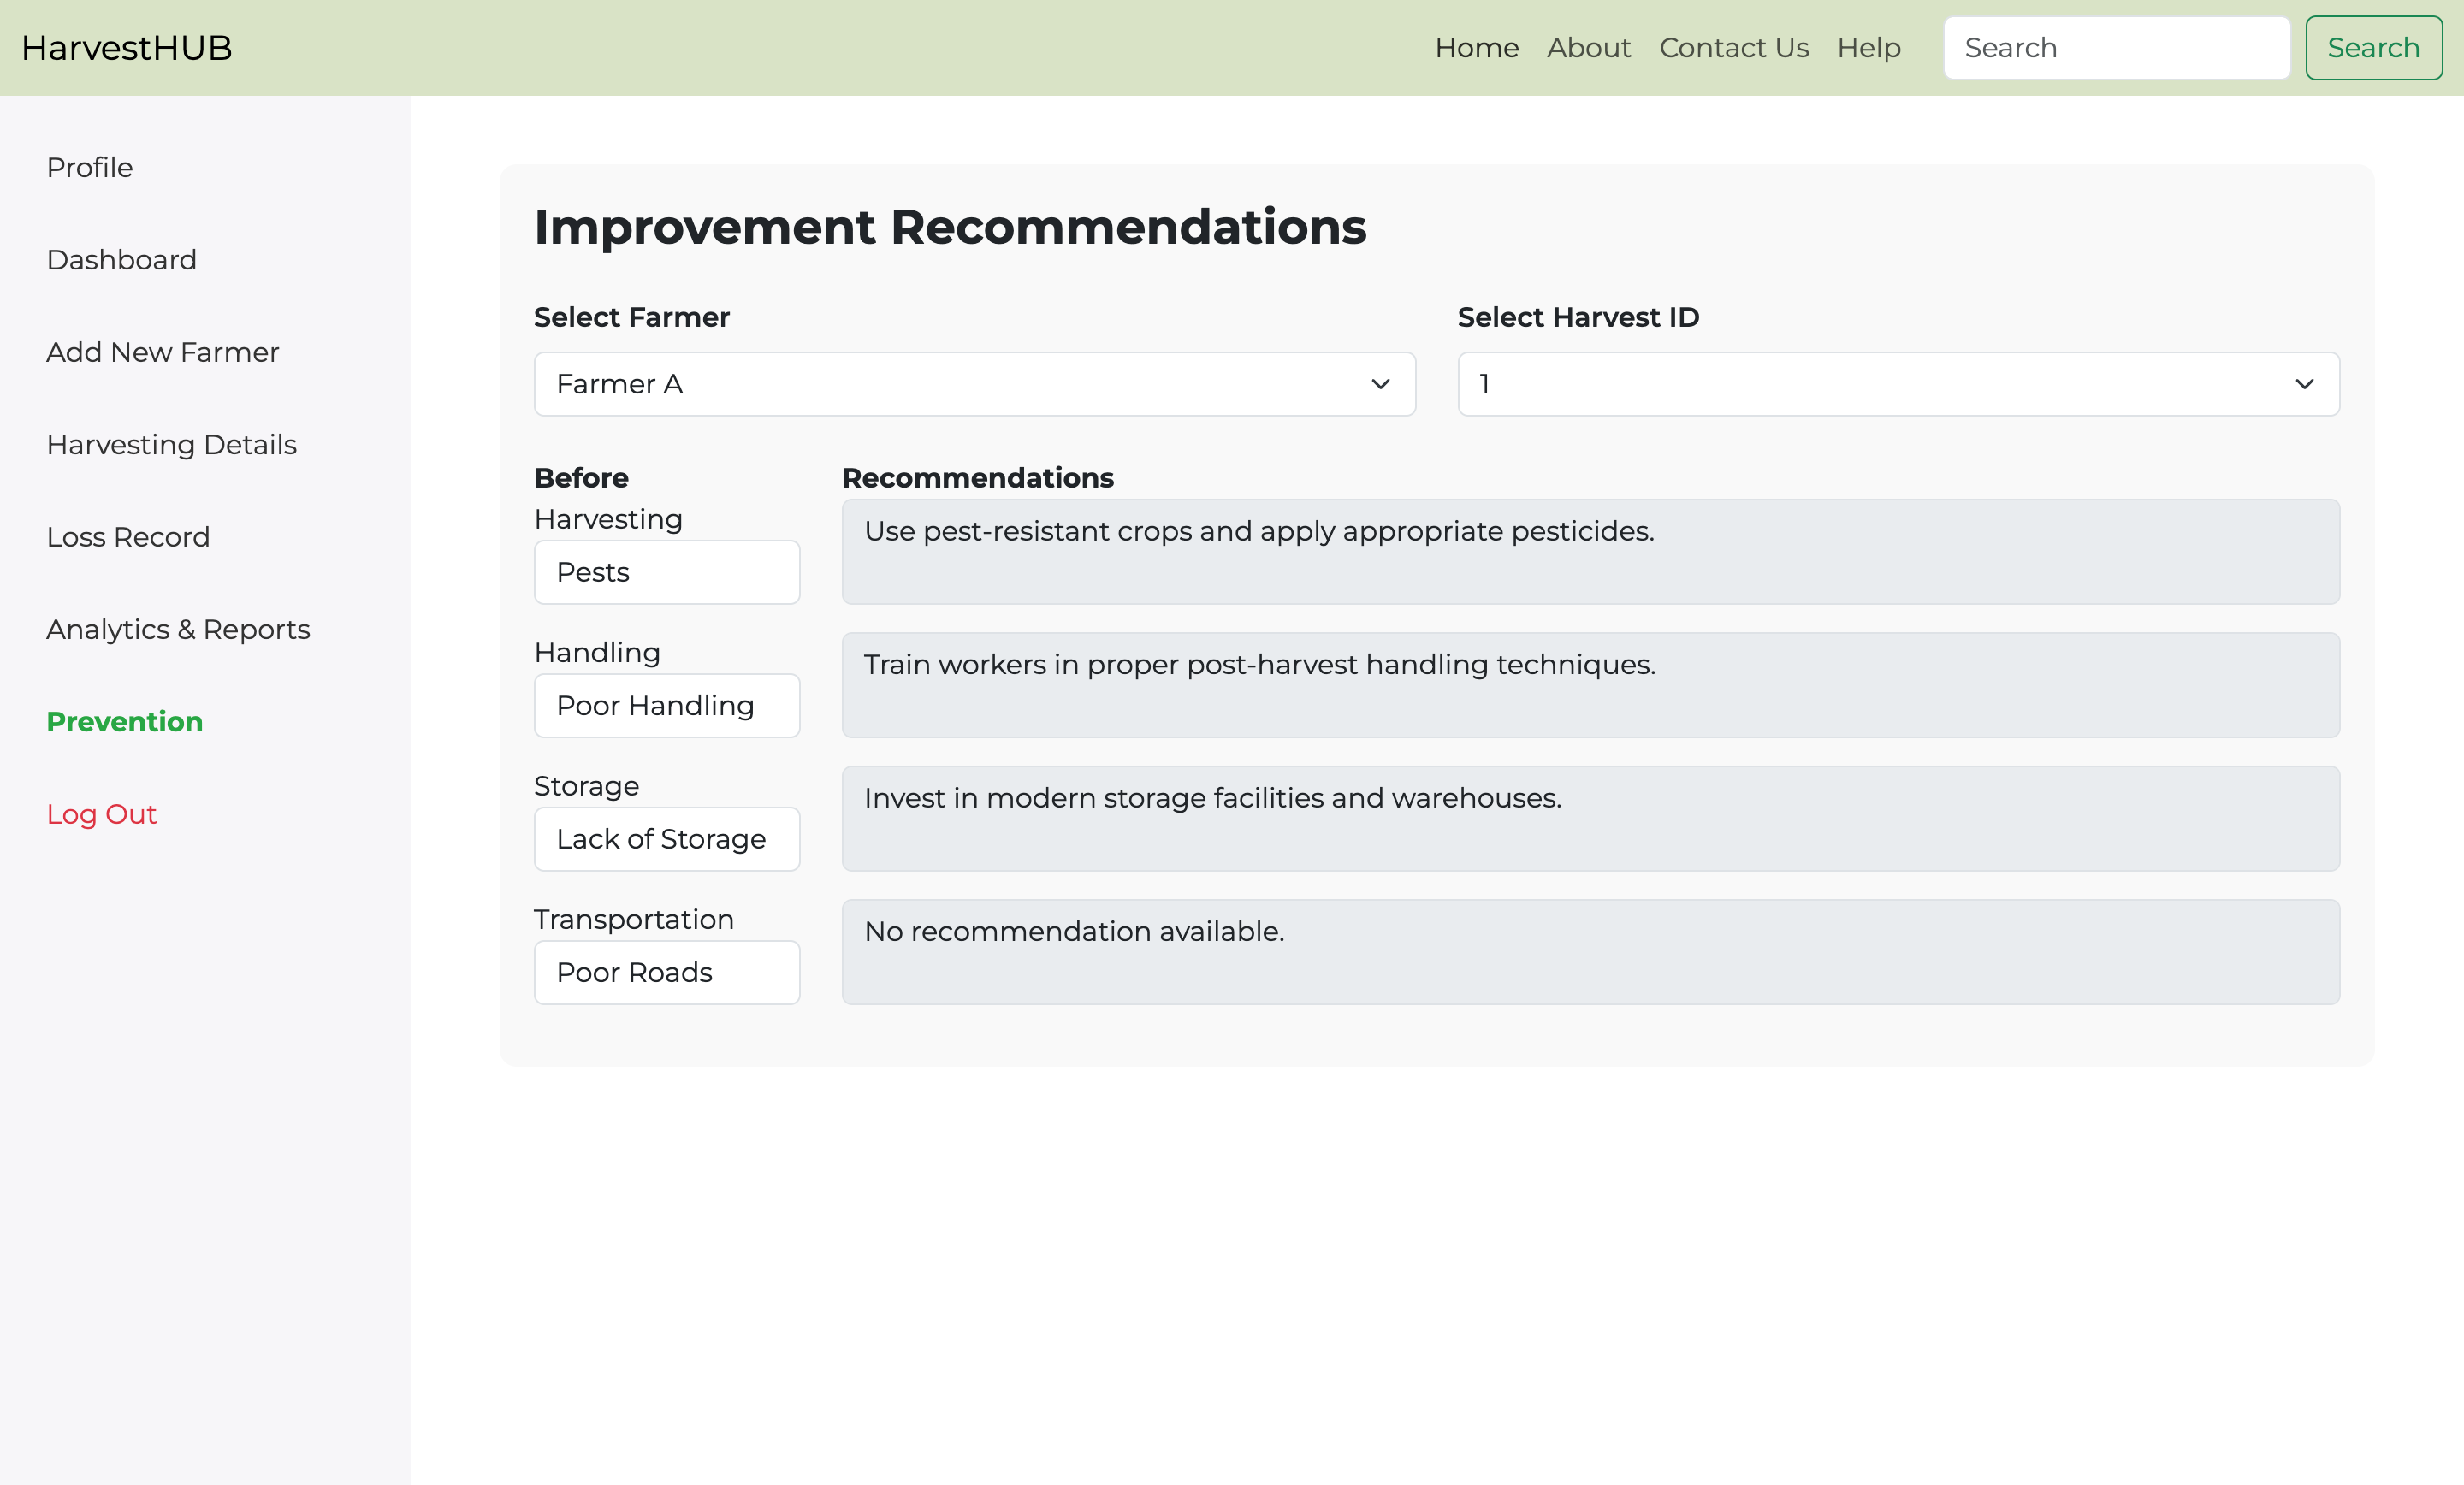 HarvestHUB
Home About Contact Us Help Search Search
Profile
Dashboard
Add New Farmer
Harvesting Details
Loss Record
Analytics & Reports
Prevention
Log Out
Improvement Recommendations
Select Farmer Select Harvest ID
Farmer A 1
Before Recommendations
Harvesting
Pests
Use pest-resistant crops and apply appropriate pesticides.
Handling
Poor Handling
Train workers in proper post-harvest handling techniques.
Storage
Lack of Storage
Invest in modern storage facilities and warehouses.
Transportation
Poor Roads
No recommendation available.